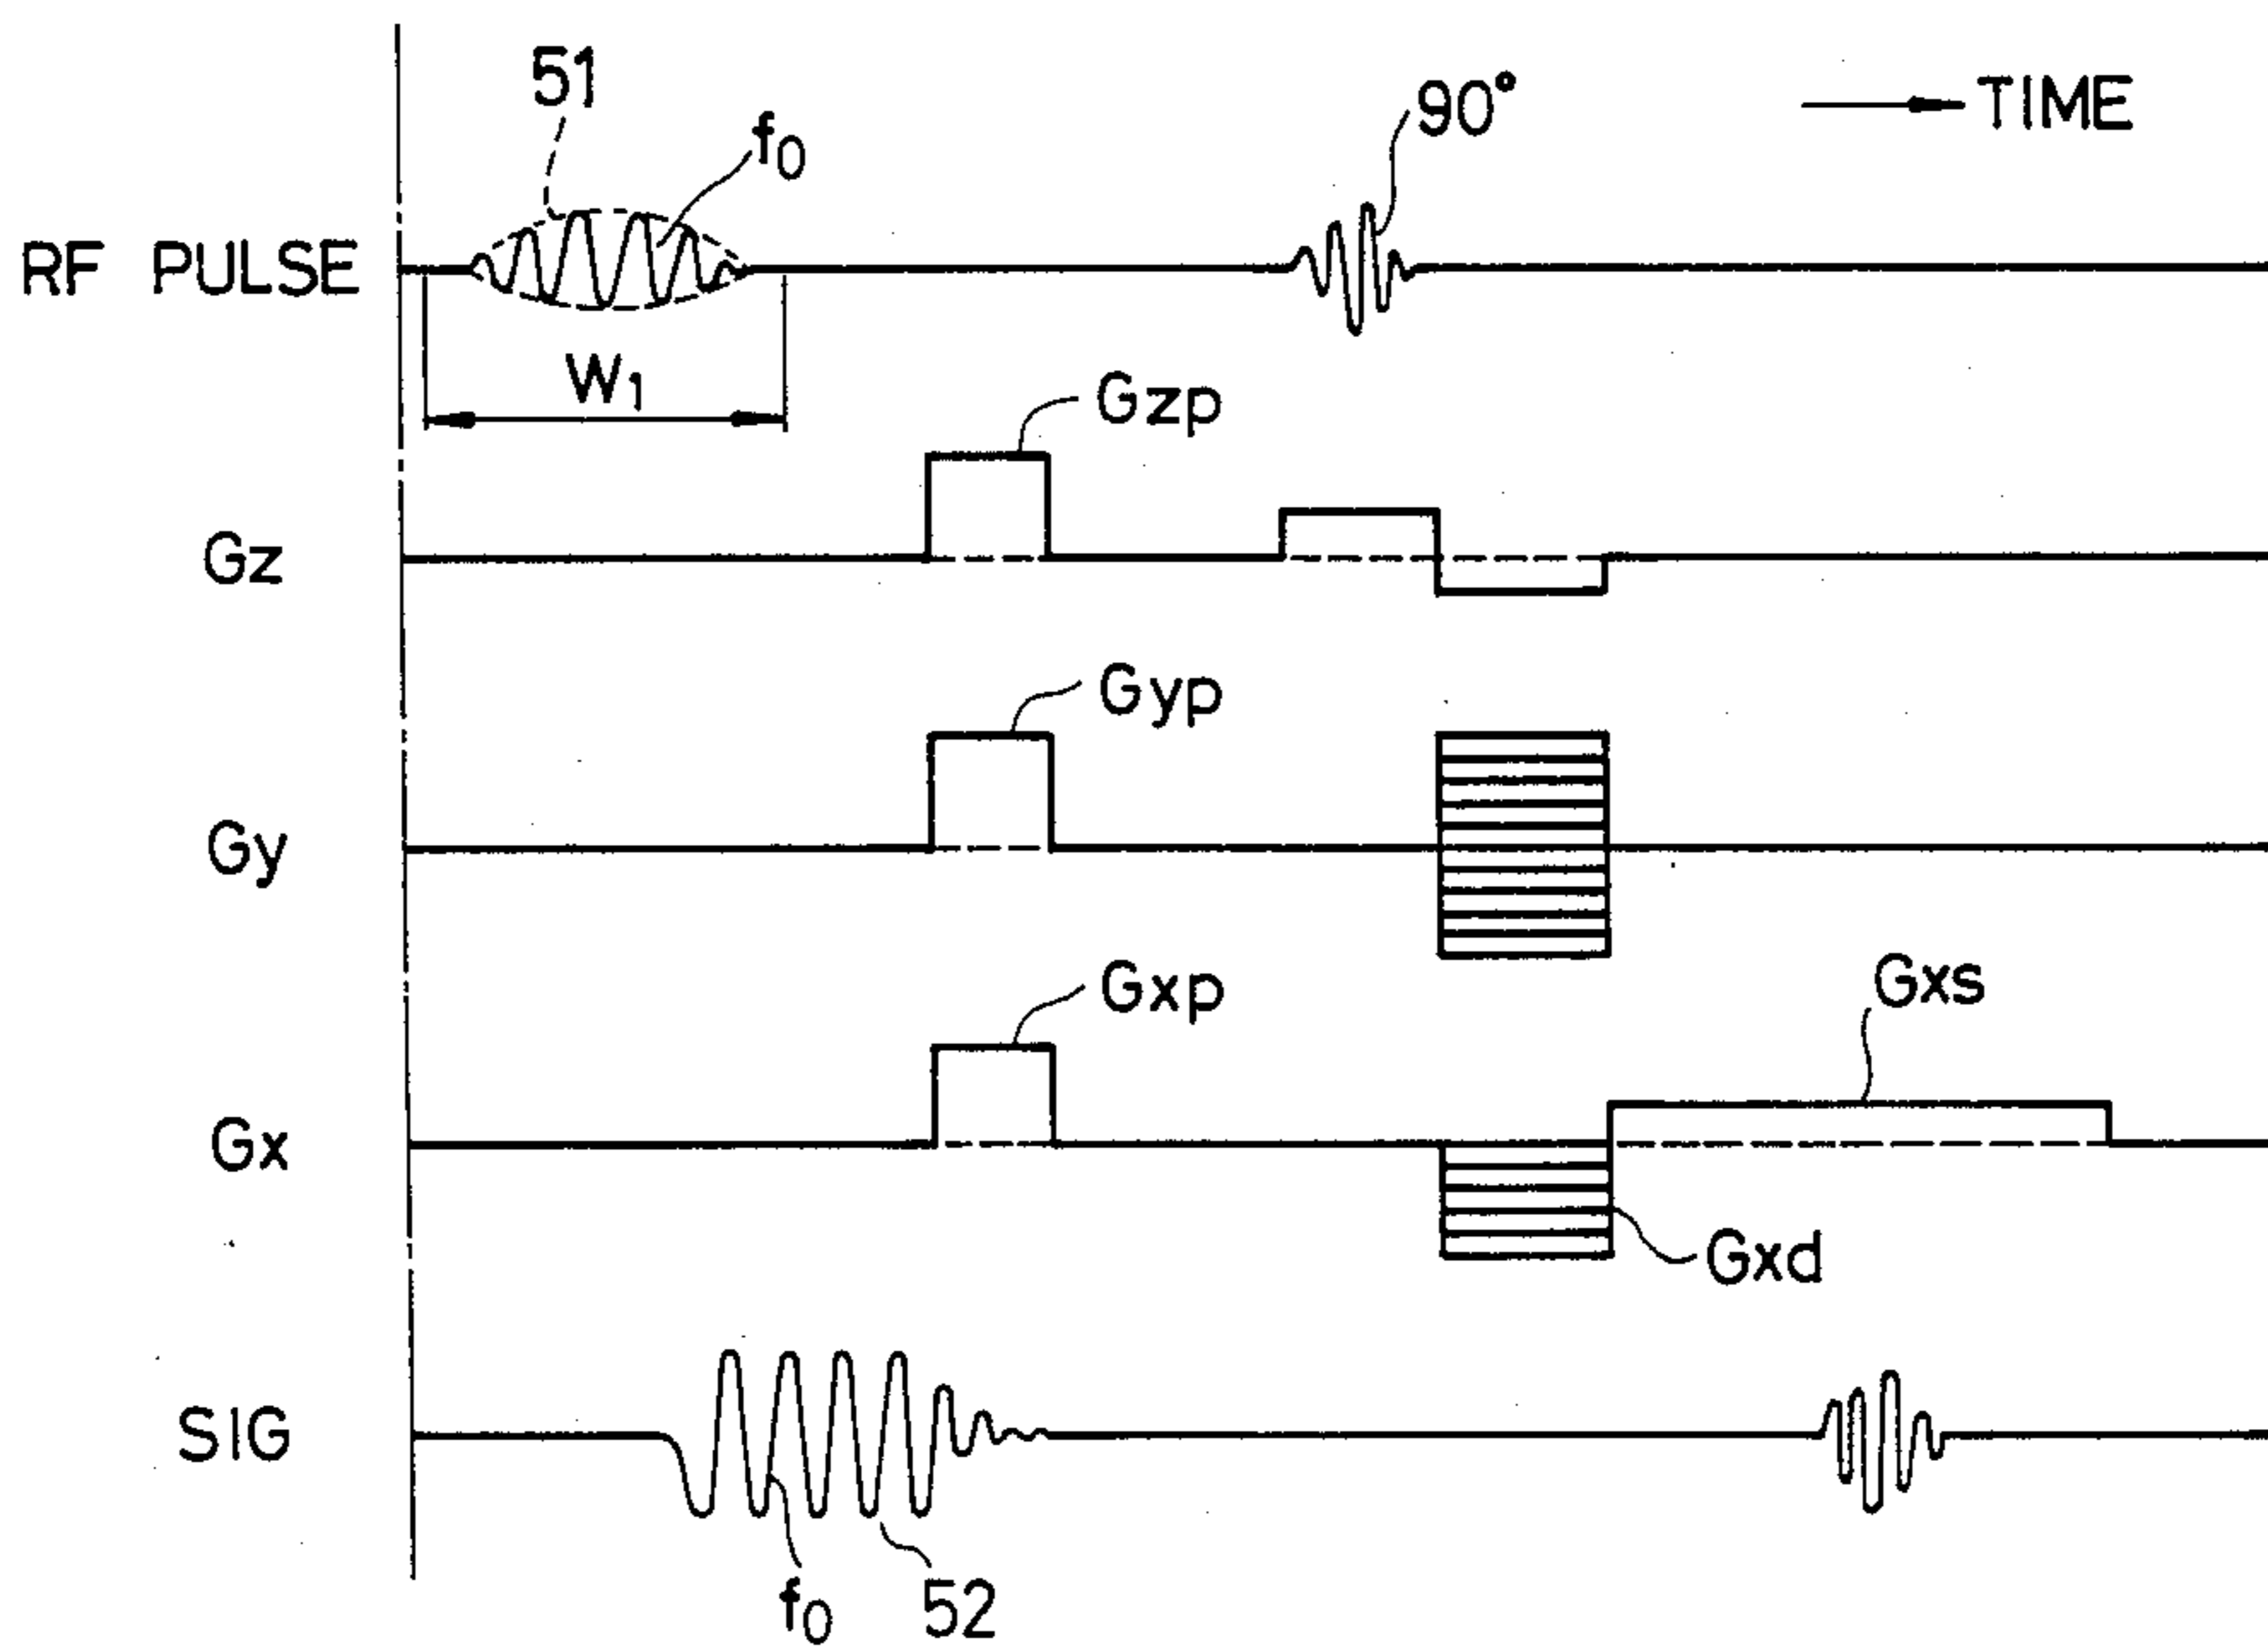 51
f0
90°
TIME
RF PULSE
W1
Gzp
Gz
Gyp
Gy
Gxp
Gxs
Gx
Gxd
SIG
f0
52